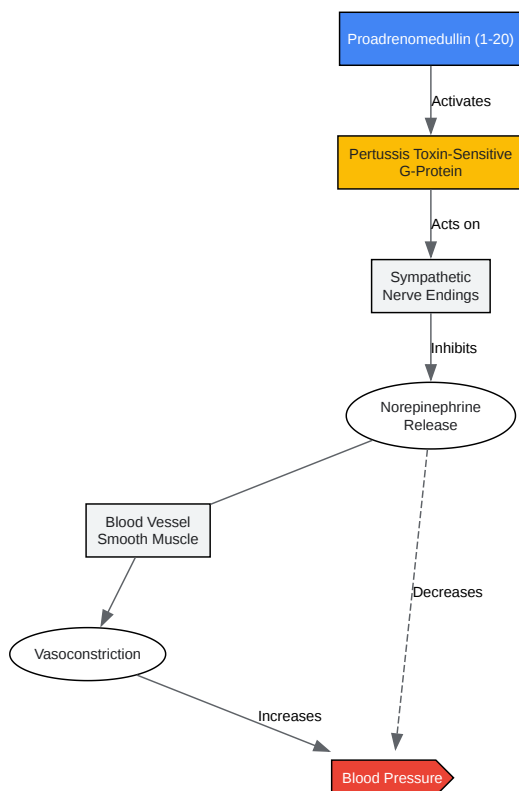 Proadrenomedullin (1-20)
Activates
Pertussis Toxin-Sensitive
G-Protein
Acts on
Sympathetic
Nerve Endings
Inhibits
Norepinephrine
Release
Blood Vessel
Smooth Muscle
Decreases
Vasoconstriction
Increases
Blood Pressure